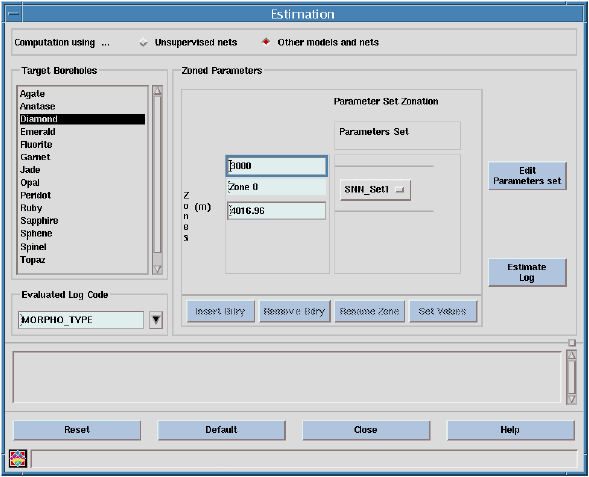 Estimation
Computation using ... Unsupervised nets Other models and nets
Target Boreholes
Agate
Anatase
Diamond
Emerald
Fluorite
Garnet
Jade
Opal
Peridot
Ruby
Sapphire
Sphene
Spinel
Topaz
Evaluated Log Code
MORPHO_TYPE
Zoned Parameters
Parameter Set Zonation
Parameters Set
Zones (m)
3000
Zone 0
4016.96
SNN_Set1
Insert Bdry Remove Bdry Rename Zone Set Values
Edit
Parameters set
Estimate
Log
Reset Default Close Help